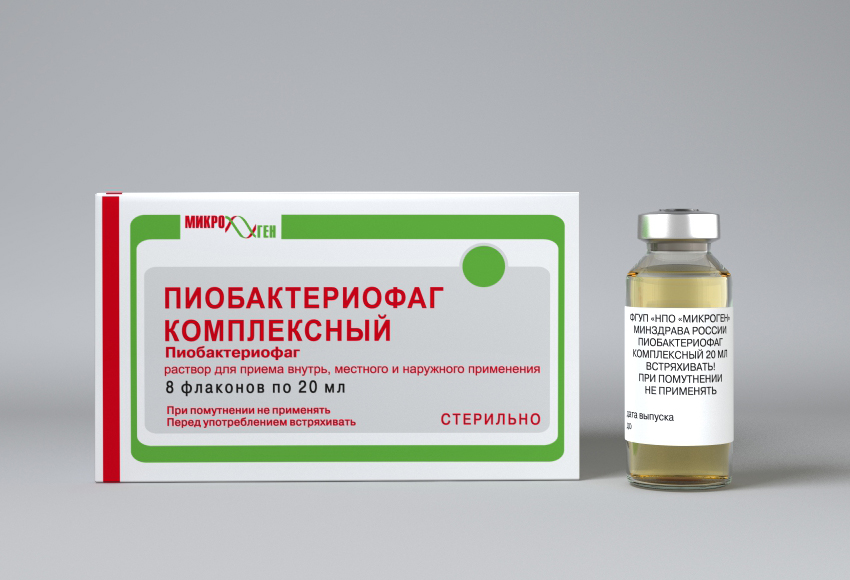 МИКРОГЕН
ПИОБАКТЕРИОФАГ
КОМПЛЕКСНЫЙ
Пиобактериофаг
раствор для приема внутрь, местного и наружного применения
8 флаконов по 20 мл
При помутнении не применять
Перед употреблением встряхивать
СТЕРИЛЬНО
ФГУП «НПО «МИКРОГЕН»
МИНЗДРАВА РОССИИ
ПИОБАКТЕРИОФАГ
КОМПЛЕКСНЫЙ 20 МЛ
ВСТРЯХИВАТЬ!
ПРИ ПОМУТНЕНИИ
НЕ ПРИМЕНЯТЬ
дата выпуска
до